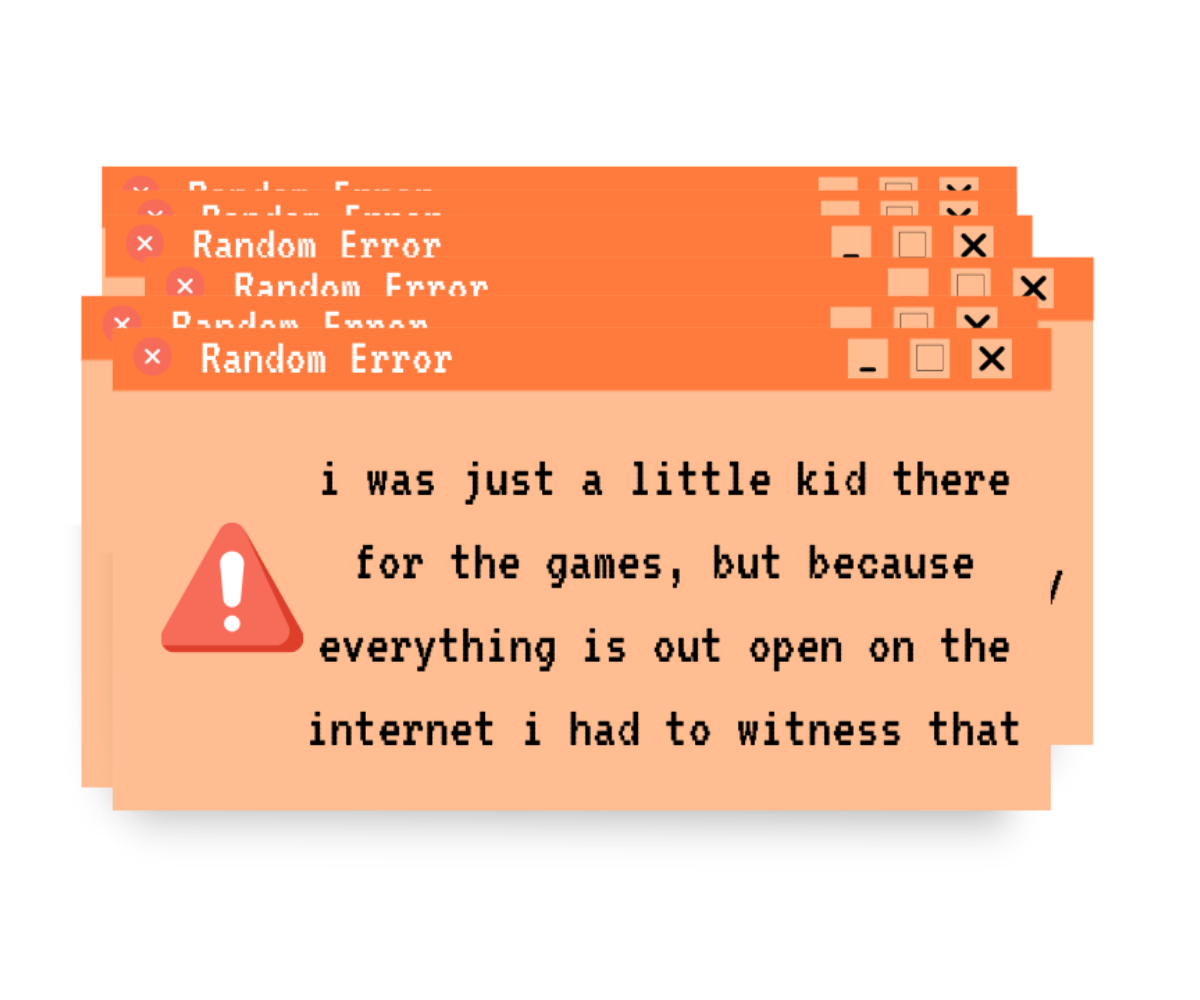 Random Error
Random Error
Random Error
Random Error
Random Error
Random Error
i was just a little kid there
for the games, but because
everything is out open on the
internet i had to witness that